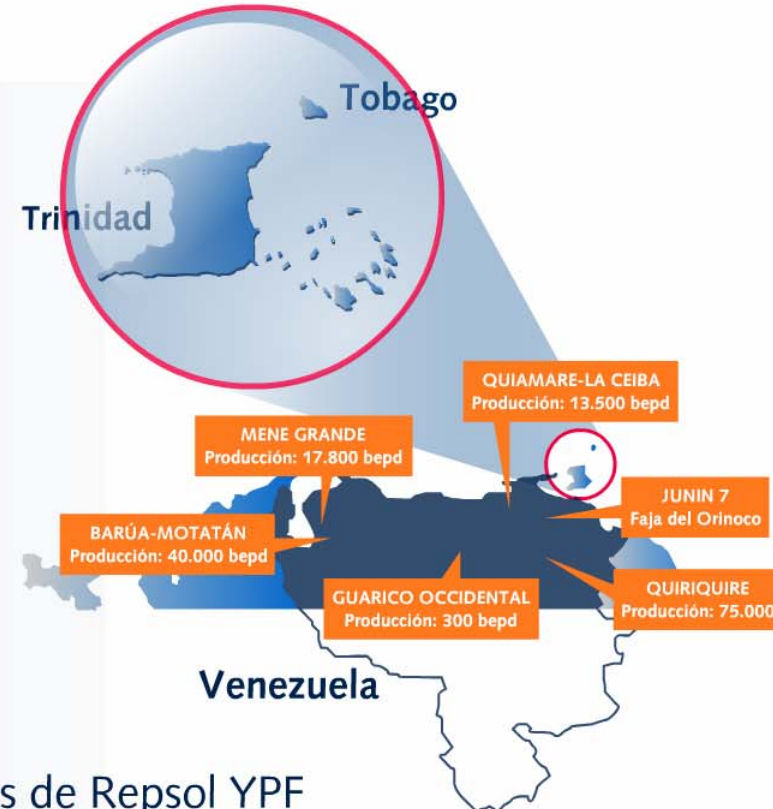 Tobago
Trinidad
QUIAMARE-LA CEIBA
Producción: 13.500 bepd
MENE GRANDE
Producción: 17.800 bepd
JUNIN 7
Faja del Orinoco
BARÚA-MOTATÁN
Producción: 40.000 bepd
GUARICO OCCIDENTAL
Producción: 300 bepd
QUIRIQUIRE
Producción: 75.000
Venezuela
s de Repsol YPF